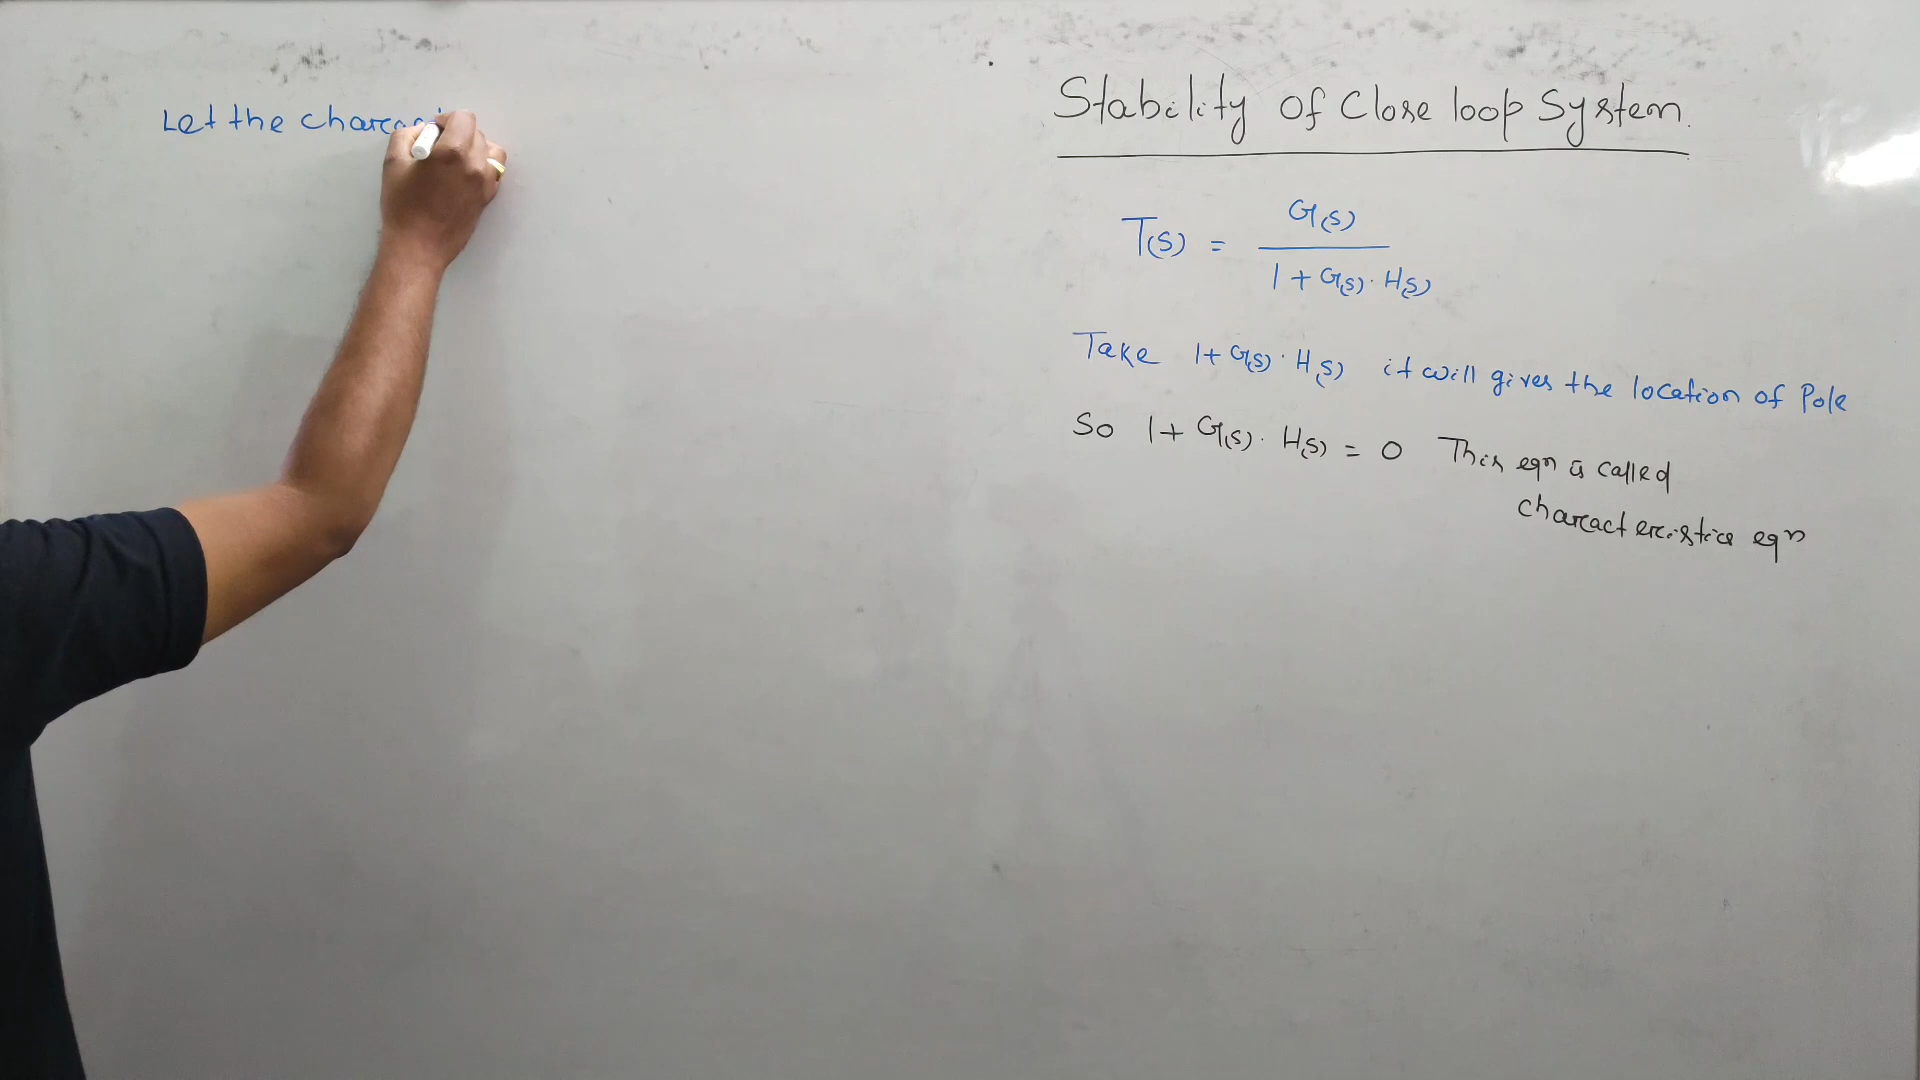 Let the
Stability of Close loop System.
T(s) = G(s) / 1 + G(s) · H(s)
Take 1 + G(s) · H(s) it will gives the location of Pole
So 1 + G(s) · H(s) = 0 This eqn is called
characteristics eqn